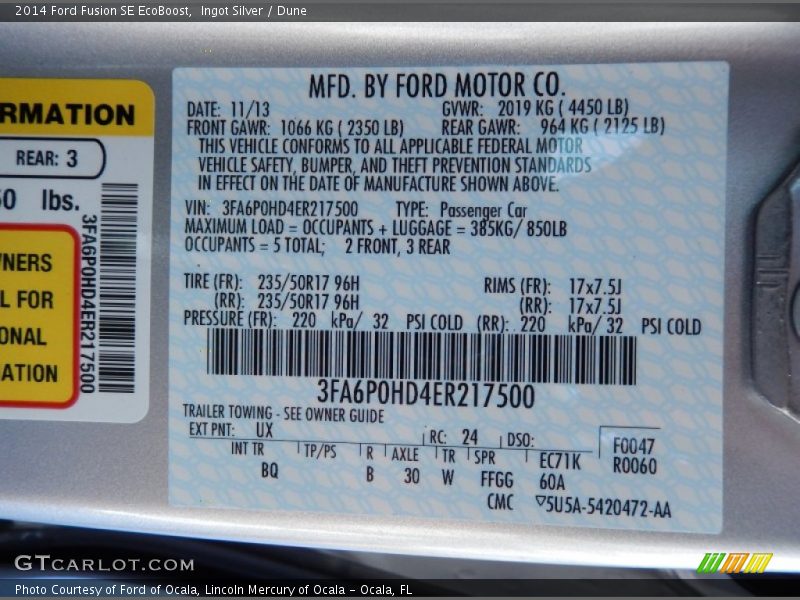 2014 Ford Fusion SE EcoBoost, Ingot Silver / Dune
RMATION
REAR: 3
50 lbs.
3FA6P0HD4ER217500
WNERS
L FOR
ONAL
ATION
MFD. BY FORD MOTOR CO.
DATE: 11/13 GVWR: 2019 KG ( 4450 LB)
FRONT GAWR: 1066 KG ( 2350 LB) REAR GAWR: 964 KG ( 2125 LB)
THIS VEHICLE CONFORMS TO ALL APPLICABLE FEDERAL MOTOR
VEHICLE SAFETY, BUMPER, AND THEFT PREVENTION STANDARDS
IN EFFECT ON THE DATE OF MANUFACTURE SHOWN ABOVE.
VIN: 3FA6P0HD4ER217500 TYPE: Passenger Car
MAXIMUM LOAD = OCCUPANTS + LUGGAGE = 385KG/ 850LB
OCCUPANTS = 5 TOTAL; 2 FRONT, 3 REAR
TIRE (FR): 235/50R17 96H RIMS (FR): 17x7.5J
(RR): 235/50R17 96H (RR): 17x7.5J
PRESSURE (FR): 220 kPa/ 32 PSI COLD (RR): 220 kPa/ 32 PSI COLD
3FA6P0HD4ER217500
TRAILER TOWING - SEE OWNER GUIDE
EXT PNT: UX RC: 24 DSO: F0047
INT TR TP/PS R AXLE TR SPR EC71K R0060
BQ B 30 W FFGG 60A
CMC ▽5U5A-5420472-AA
GTCARLOT.COM
Photo Courtesy of Ford of Ocala, Lincoln Mercury of Ocala - Ocala, FL